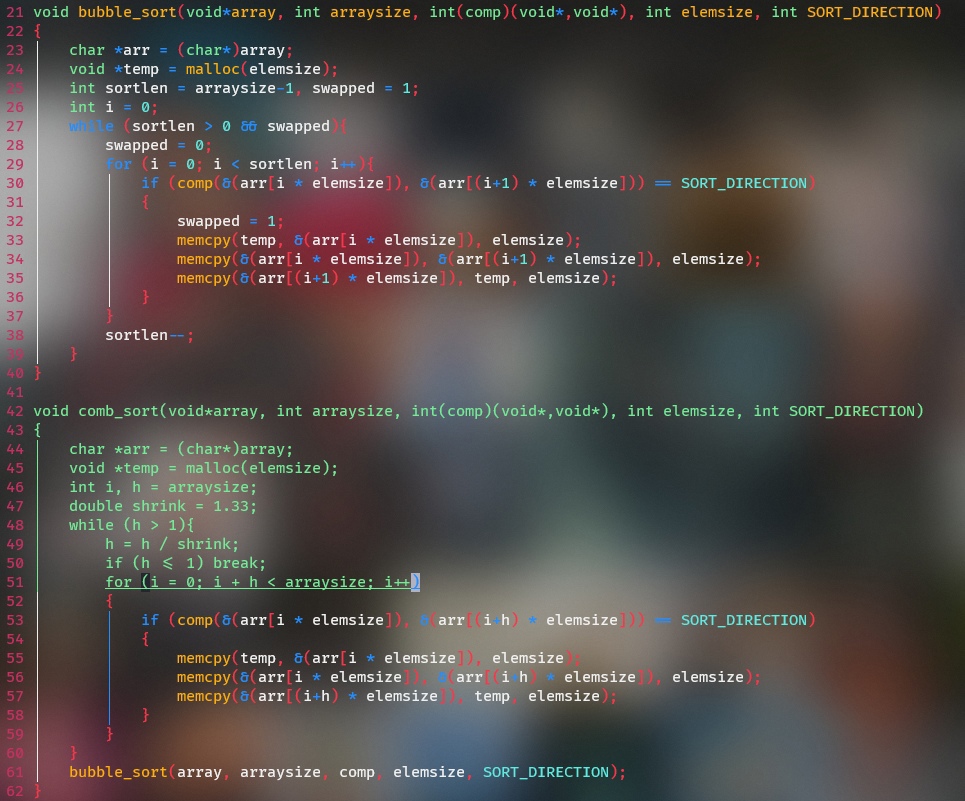 21 void bubble_sort(void*array, int arraysize, int(comp)(void*,void*), int elemsize, int SORT_DIRECTION)
22 {
23     char *arr = (char*)array;
24     void *temp = malloc(elemsize);
25     int sortlen = arraysize-1, swapped = 1;
26     int i = 0;
27     while (sortlen > 0 && swapped){
28         swapped = 0;
29         for (i = 0; i < sortlen; i++){
30             if (comp(&(arr[i * elemsize]), &(arr[(i+1) * elemsize])) == SORT_DIRECTION)
31             {
32                 swapped = 1;
33                 memcpy(temp, &(arr[i * elemsize]), elemsize);
34                 memcpy(&(arr[i * elemsize]), &(arr[(i+1) * elemsize]), elemsize);
35                 memcpy(&(arr[(i+1) * elemsize]), temp, elemsize);
36             }
37         }
38         sortlen--;
39     }
40 }
41
42 void comb_sort(void*array, int arraysize, int(comp)(void*,void*), int elemsize, int SORT_DIRECTION)
43 {
44     char *arr = (char*)array;
45     void *temp = malloc(elemsize);
46     int i, h = arraysize;
47     double shrink = 1.33;
48     while (h > 1){
49         h = h / shrink;
50         if (h <= 1) break;
51         for (i = 0; i + h < arraysize; i++)
52         {
53             if (comp(&(arr[i * elemsize]), &(arr[(i+h) * elemsize])) == SORT_DIRECTION)
54             {
55                 memcpy(temp, &(arr[i * elemsize]), elemsize);
56                 memcpy(&(arr[i * elemsize]), &(arr[(i+h) * elemsize]), elemsize);
57                 memcpy(&(arr[(i+h) * elemsize]), temp, elemsize);
58             }
59         }
60     }
61     bubble_sort(array, arraysize, comp, elemsize, SORT_DIRECTION);
62 }